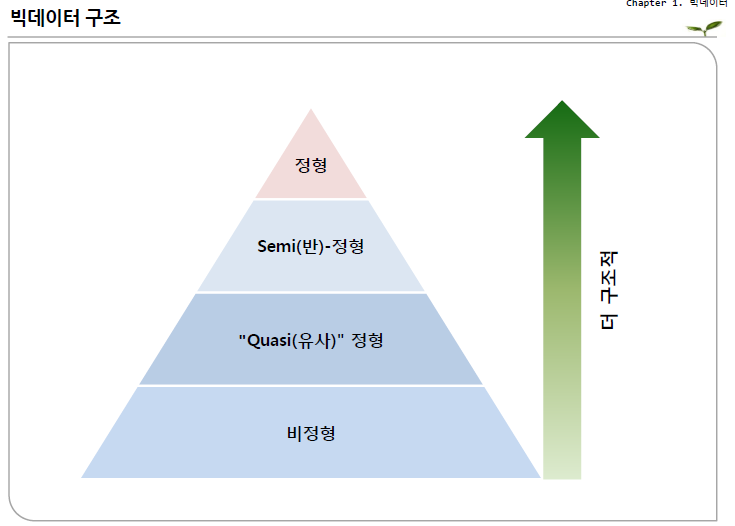 Chapter 1. 빅데이터
빅데이터 구조
정형
Semi(반)-정형
"Quasi(유사)" 정형
비정형
더 구조적